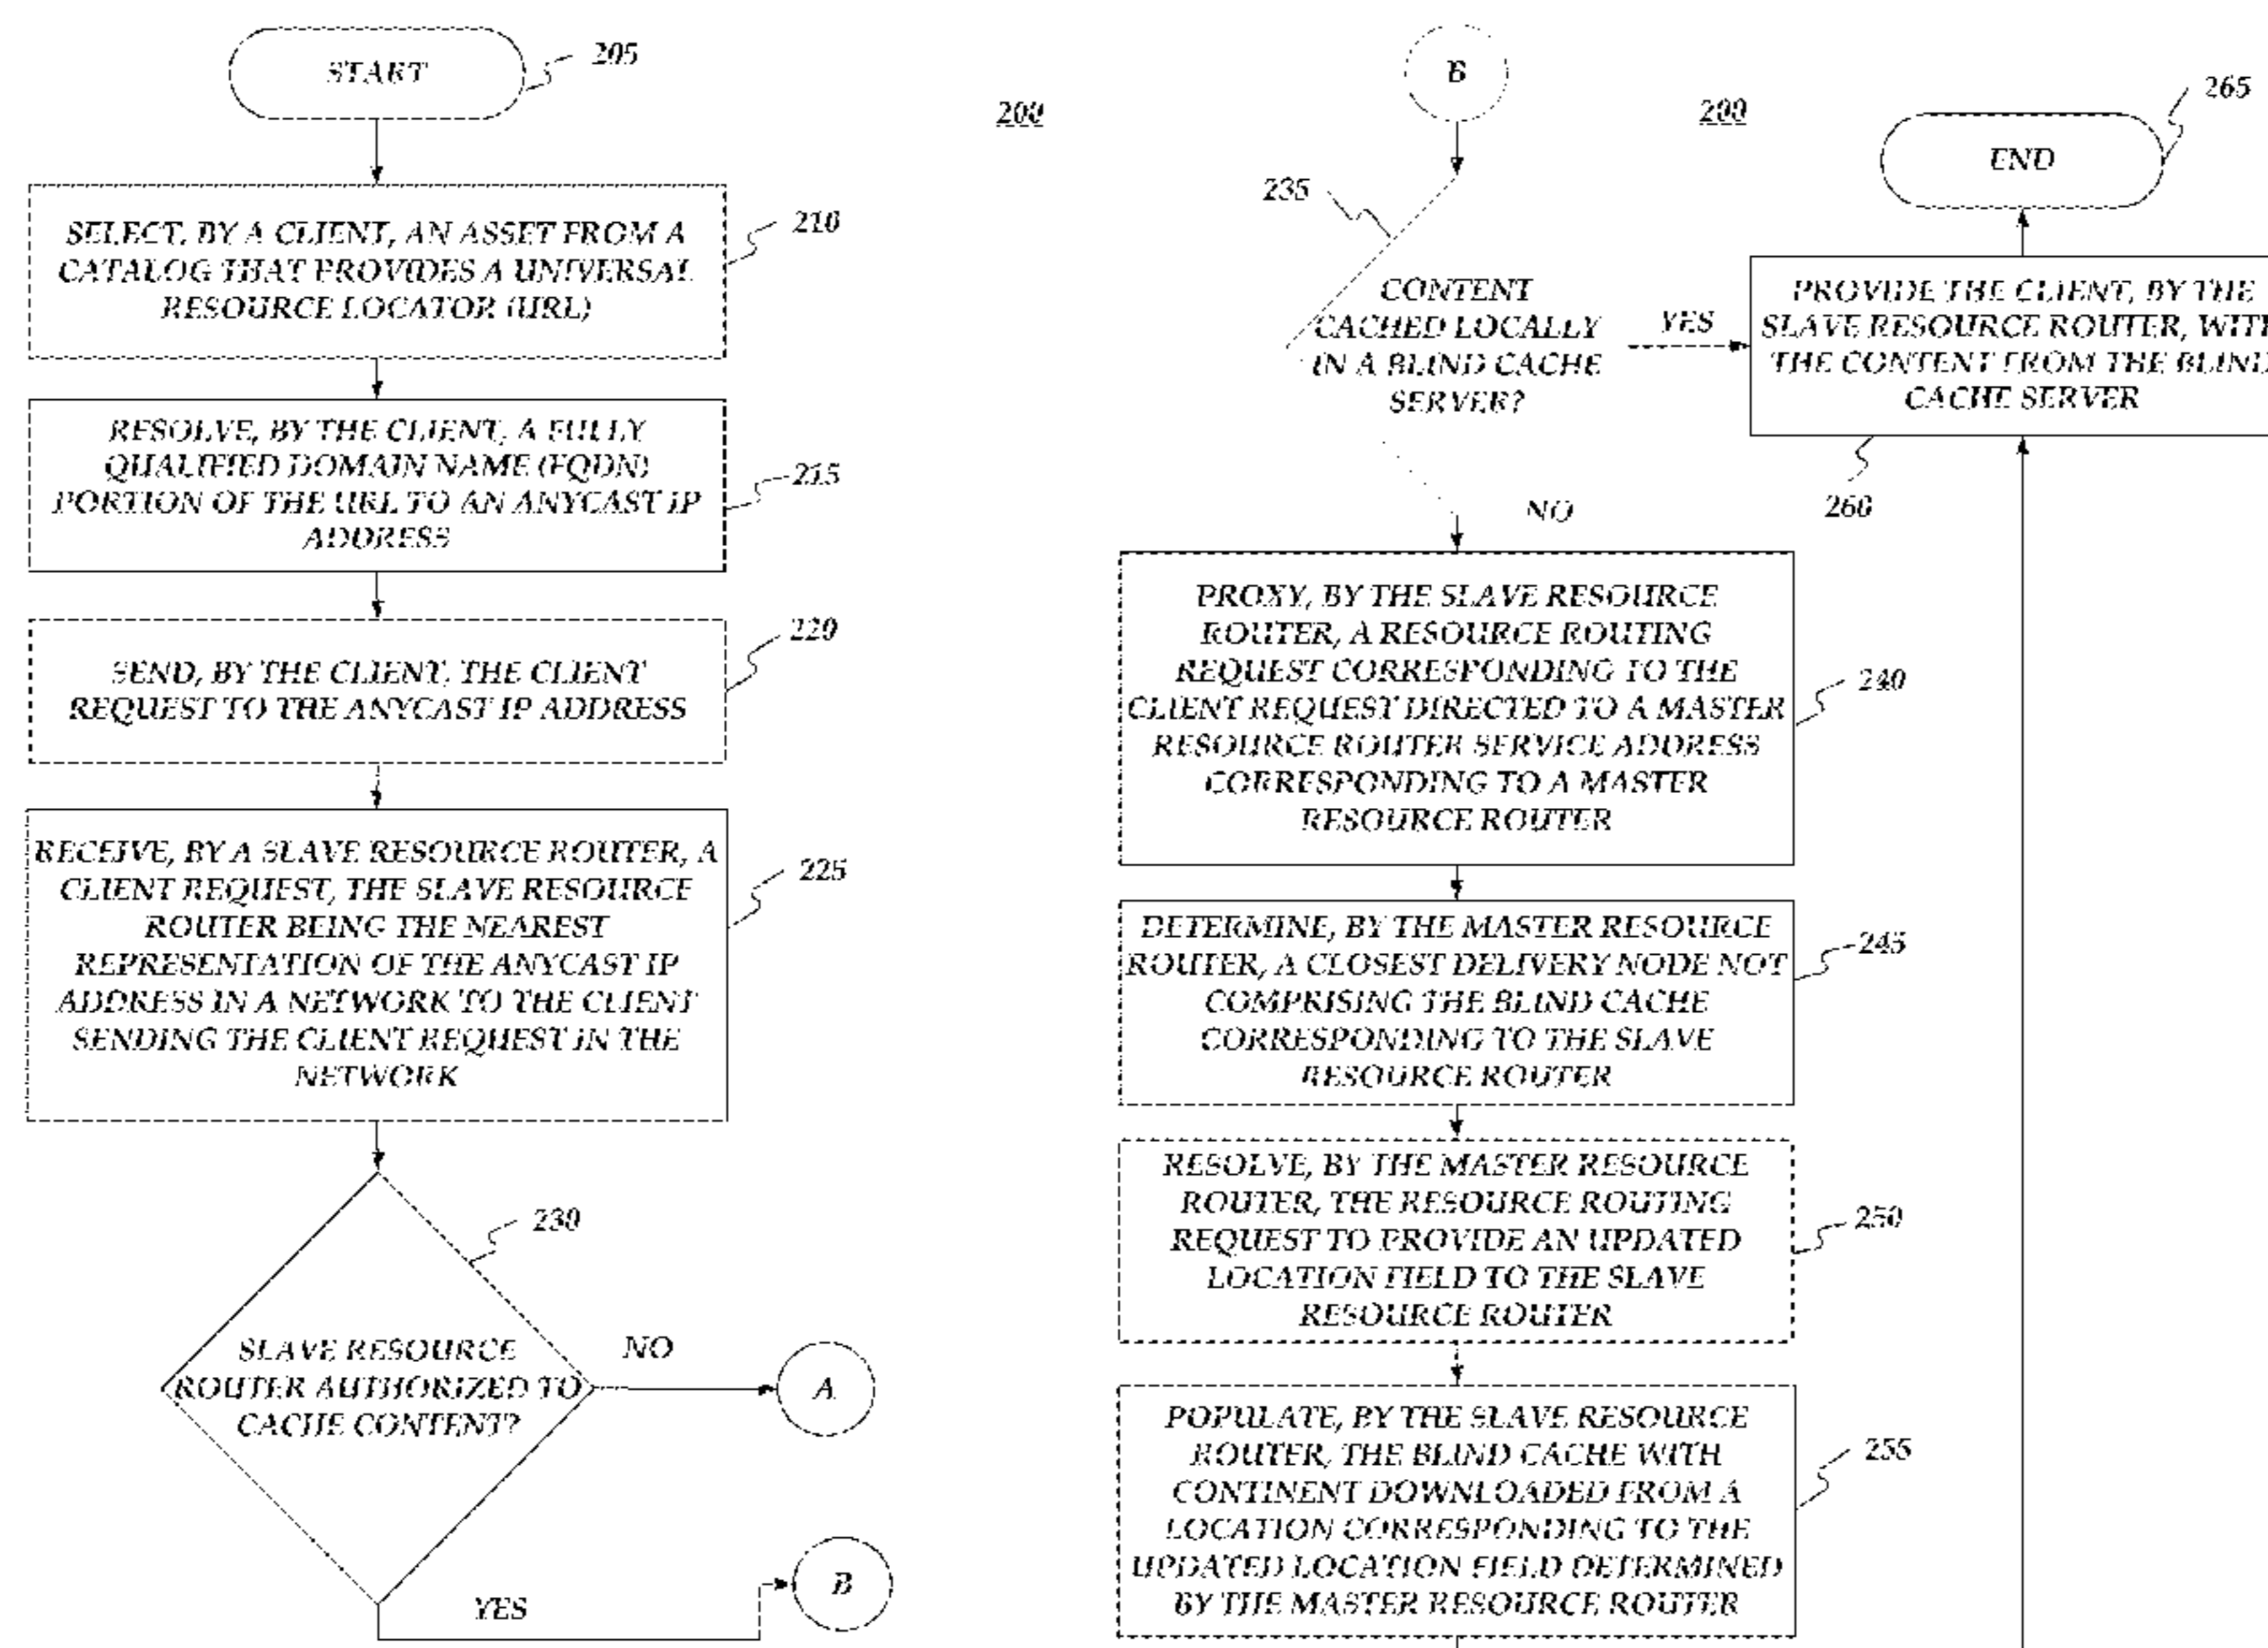 START
205
200
SELECT, BY A CLIENT, AN ASSET FROM A
CATALOG THAT PROVIDES A UNIVERSAL
RESOURCE LOCATOR (URL)
210
RESOLVE, BY THE CLIENT, A FULLY
QUALIFIED DOMAIN NAME (FQDN)
PORTION OF THE URL TO AN ANYCAST IP
ADDRESS
215
SEND, BY THE CLIENT, THE CLIENT
REQUEST TO THE ANYCAST IP ADDRESS
220
RECEIVE, BY A SLAVE RESOURCE ROUTER, A
CLIENT REQUEST, THE SLAVE RESOURCE
ROUTER BEING THE NEAREST
REPRESENTATION OF THE ANYCAST IP
ADDRESS IN A NETWORK TO THE CLIENT
SENDING THE CLIENT REQUEST IN THE
NETWORK
225
230
SLAVE RESOURCE
ROUTER AUTHORIZED TO
CACHE CONTENT?
NO
A
YES
B
B
200
235
CONTENT
CACHED LOCALLY
IN A BLIND CACHE
SERVER?
YES
NO
265
END
PROVIDE THE CLIENT, BY THE
SLAVE RESOURCE ROUTER, WITH
THE CONTENT FROM THE BLIND
CACHE SERVER
260
PROXY, BY THE SLAVE RESOURCE
ROUTER, A RESOURCE ROUTING
REQUEST CORRESPONDING TO THE
CLIENT REQUEST DIRECTED TO A MASTER
RESOURCE ROUTER SERVICE ADDRESS
CORRESPONDING TO A MASTER
RESOURCE ROUTER
240
DETERMINE, BY THE MASTER RESOURCE
ROUTER, A CLOSEST DELIVERY NODE NOT
COMPRISING THE BLIND CACHE
CORRESPONDING TO THE SLAVE
RESOURCE ROUTER
245
RESOLVE, BY THE MASTER RESOURCE
ROUTER, THE RESOURCE ROUTING
REQUEST TO PROVIDE AN UPDATED
LOCATION FIELD TO THE SLAVE
RESOURCE ROUTER
250
POPULATE, BY THE SLAVE RESOURCE
ROUTER, THE BLIND CACHE WITH
CONTINENT DOWNLOADED FROM A
LOCATION CORRESPONDING TO THE
UPDATED LOCATION FIELD DETERMINED
BY THE MASTER RESOURCE ROUTER
255